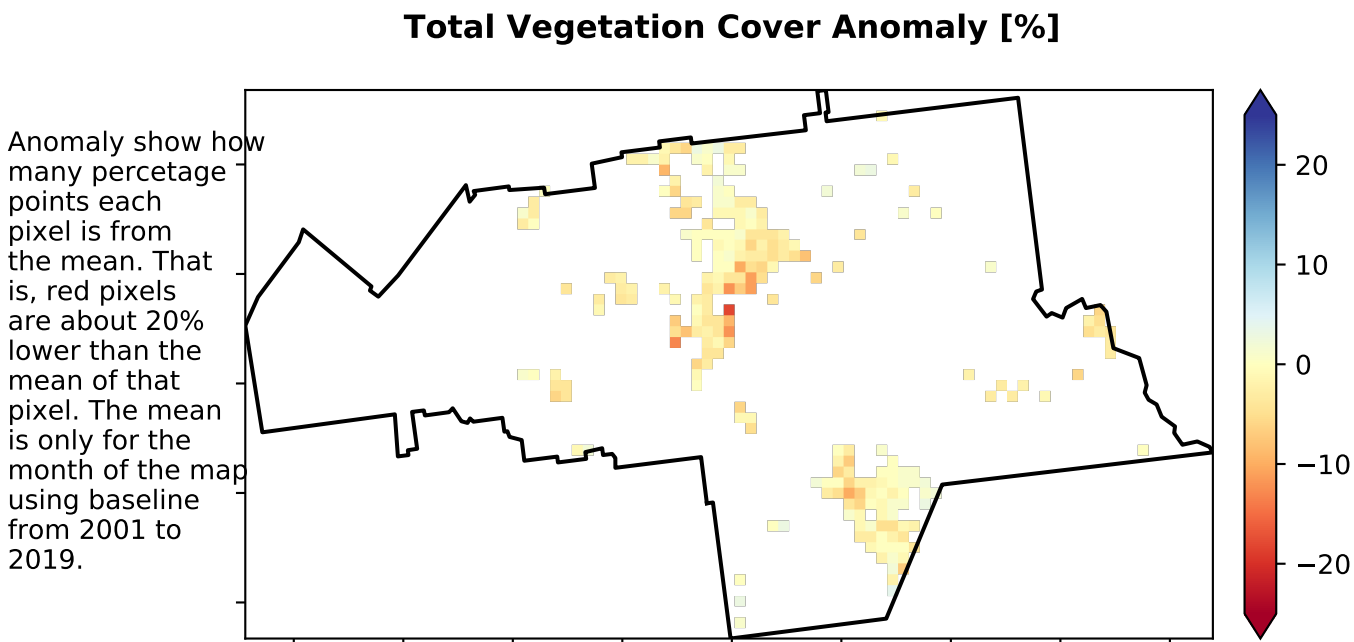 Total Vegetation Cover Anomaly [%]
Anomaly show how
many percetage
points each
pixel is from
the mean. That
is, red pixels
are about 20%
lower than the
mean of that
pixel. The mean
is only for the
month of the map
using baseline
from 2001 to
2019.
20
10
0
−10
−20